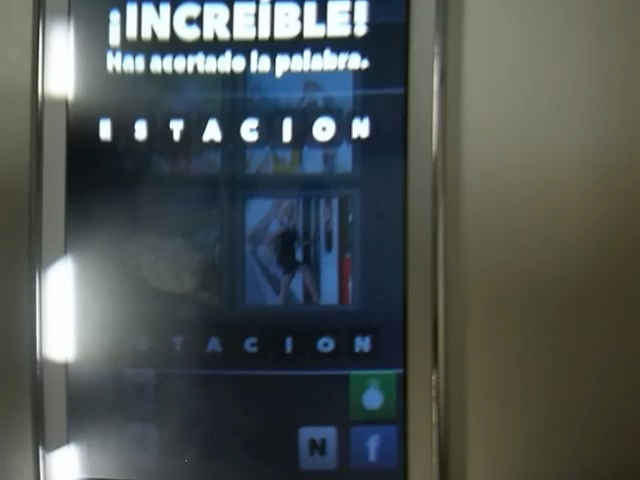 ¡INCREÍBLE!
Has acertado la palabra.
ESTACION
TACION
N f